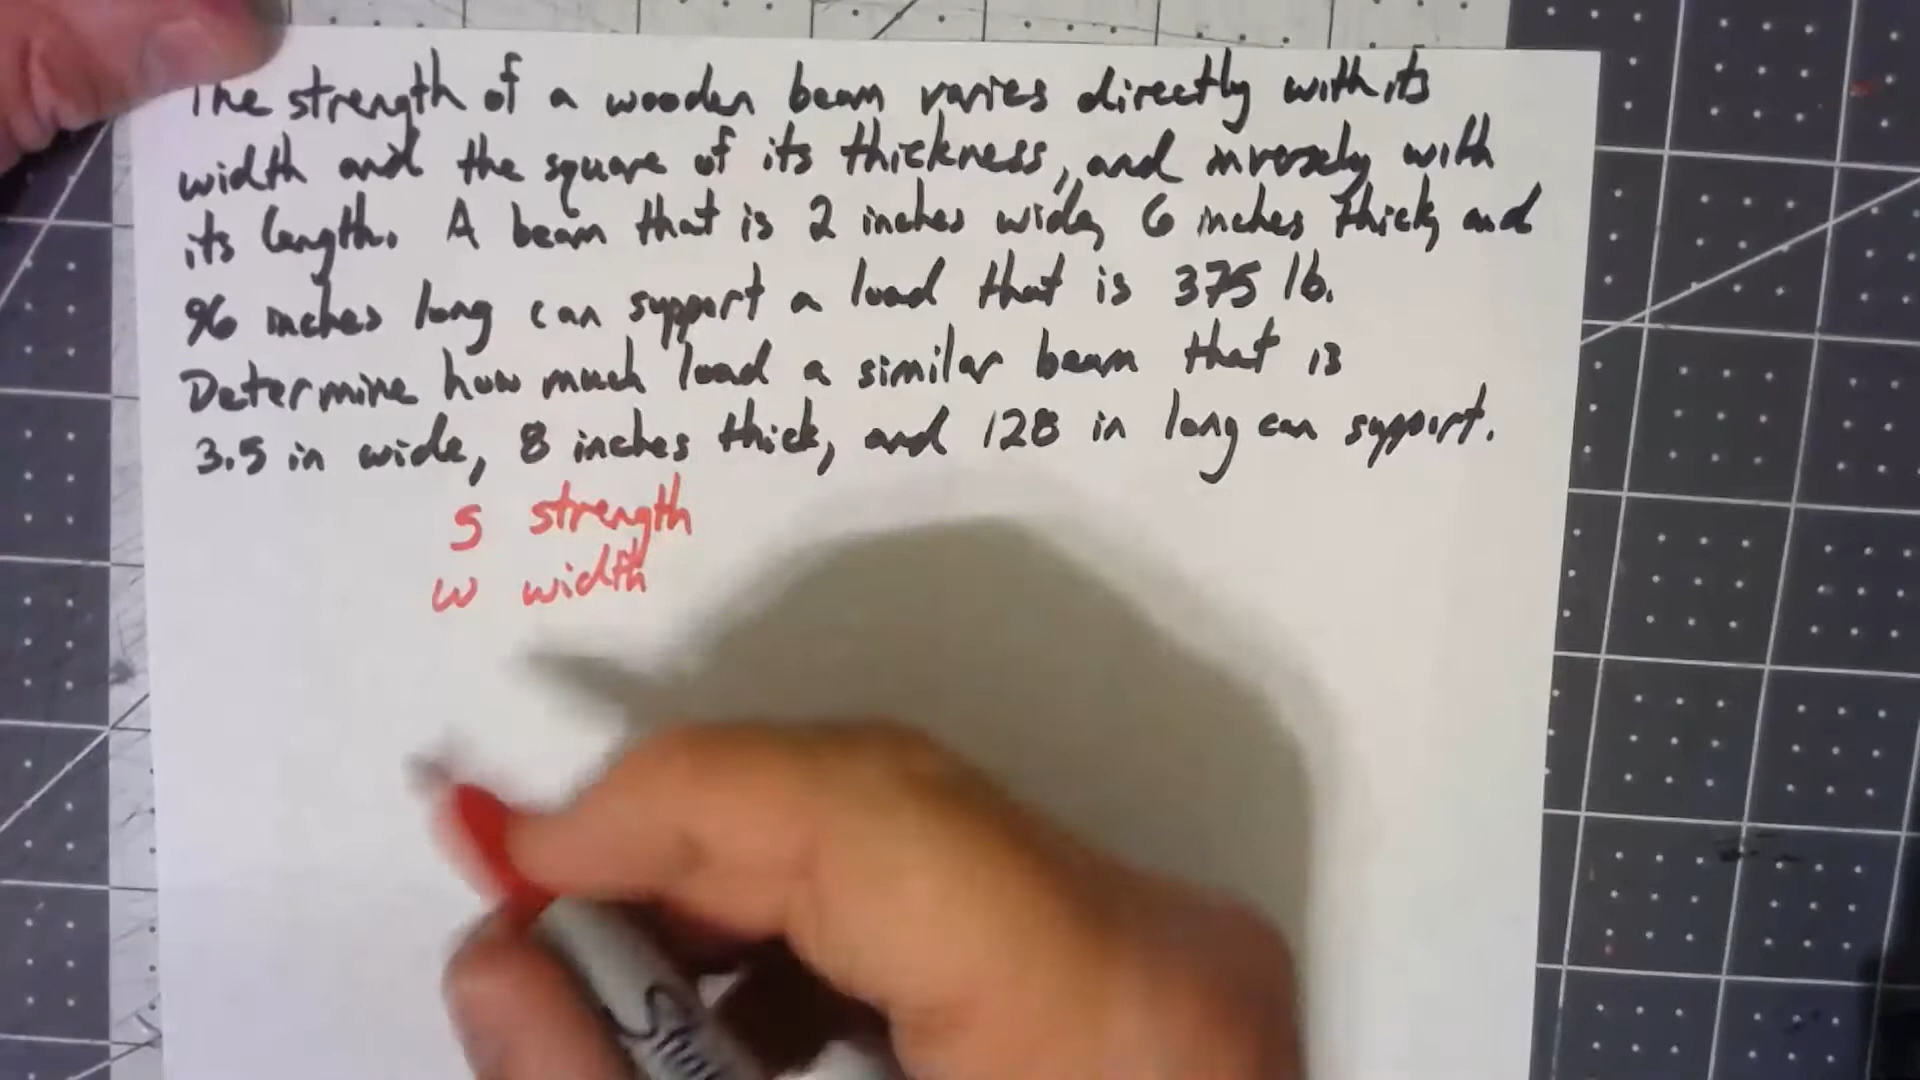 The strength of a wooden beam varies directly with its
width and the square of its thickness, and inversely with
its length. A beam that is 2 inches wide, 6 inches thick, and
96 inches long can support a load that is 375 lb.
Determine how much load a similar beam that is
3.5 in wide, 8 inches thick, and 128 in long can support.
S strength
w width